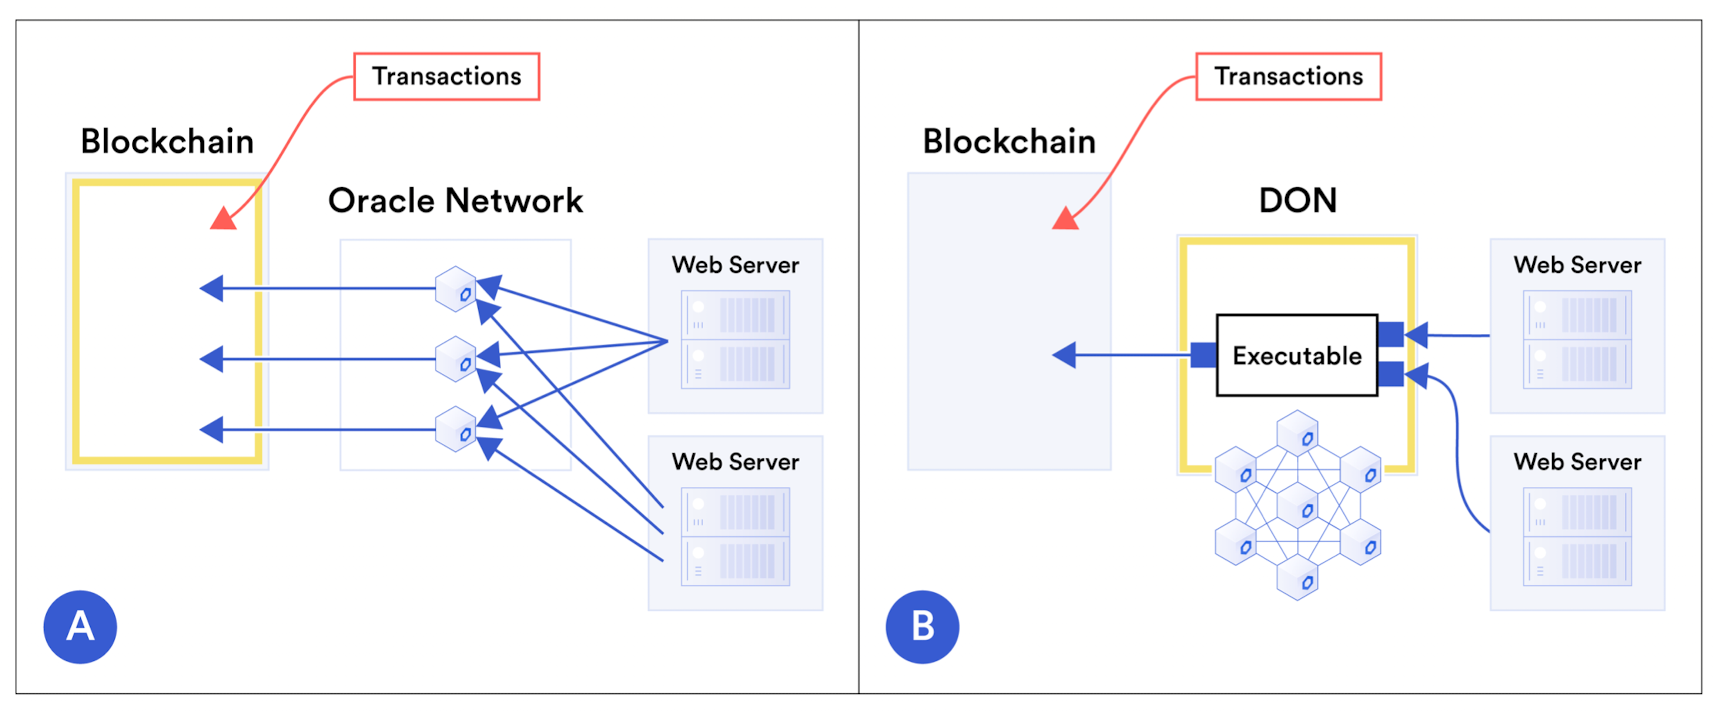 Transactions
Blockchain
Oracle Network
Web Server
Web Server
A
Transactions
Blockchain
DON
Web Server
Executable
Web Server
B